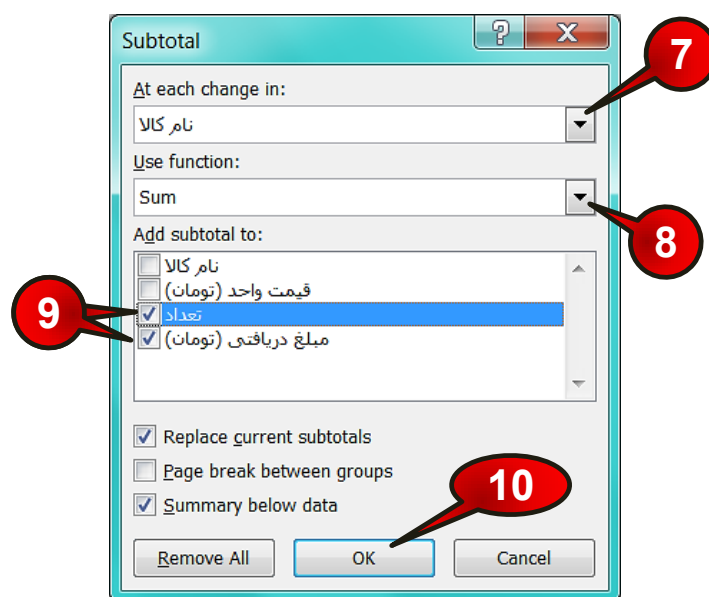 Subtotal
7
At each change in:
نام کالا
Use function:
Sum
8
Add subtotal to:
نام کالا
قیمت واحد (تومان)
9
تعداد
مبلغ دریافتی (تومان)
Replace current subtotals
Page break between groups
10
Summary below data
Remove All OK Cancel